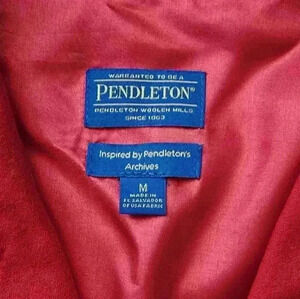 WARRANTED TO BE A
PENDLETON®
PENDLETON WOOLEN MILLS
SINCE 1863
Inspired by Pendleton's
Archives
M
MADE IN
EL SALVADOR
OF USA FABRIC